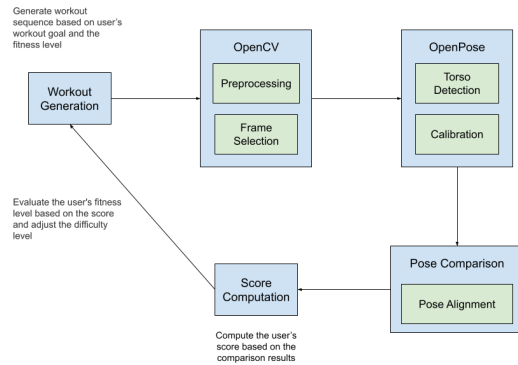 Generate workout
sequence based on user's
workout goal and the
fitness level
Workout
Generation
OpenCV
Preprocessing
Frame
Selection
OpenPose
Torso
Detection
Calibration
Evaluate the user's fitness
level based on the score
and adjust the difficulty
level
Pose Comparison
Pose Alignment
Score
Computation
Compute the user's
score based on the
comparison results